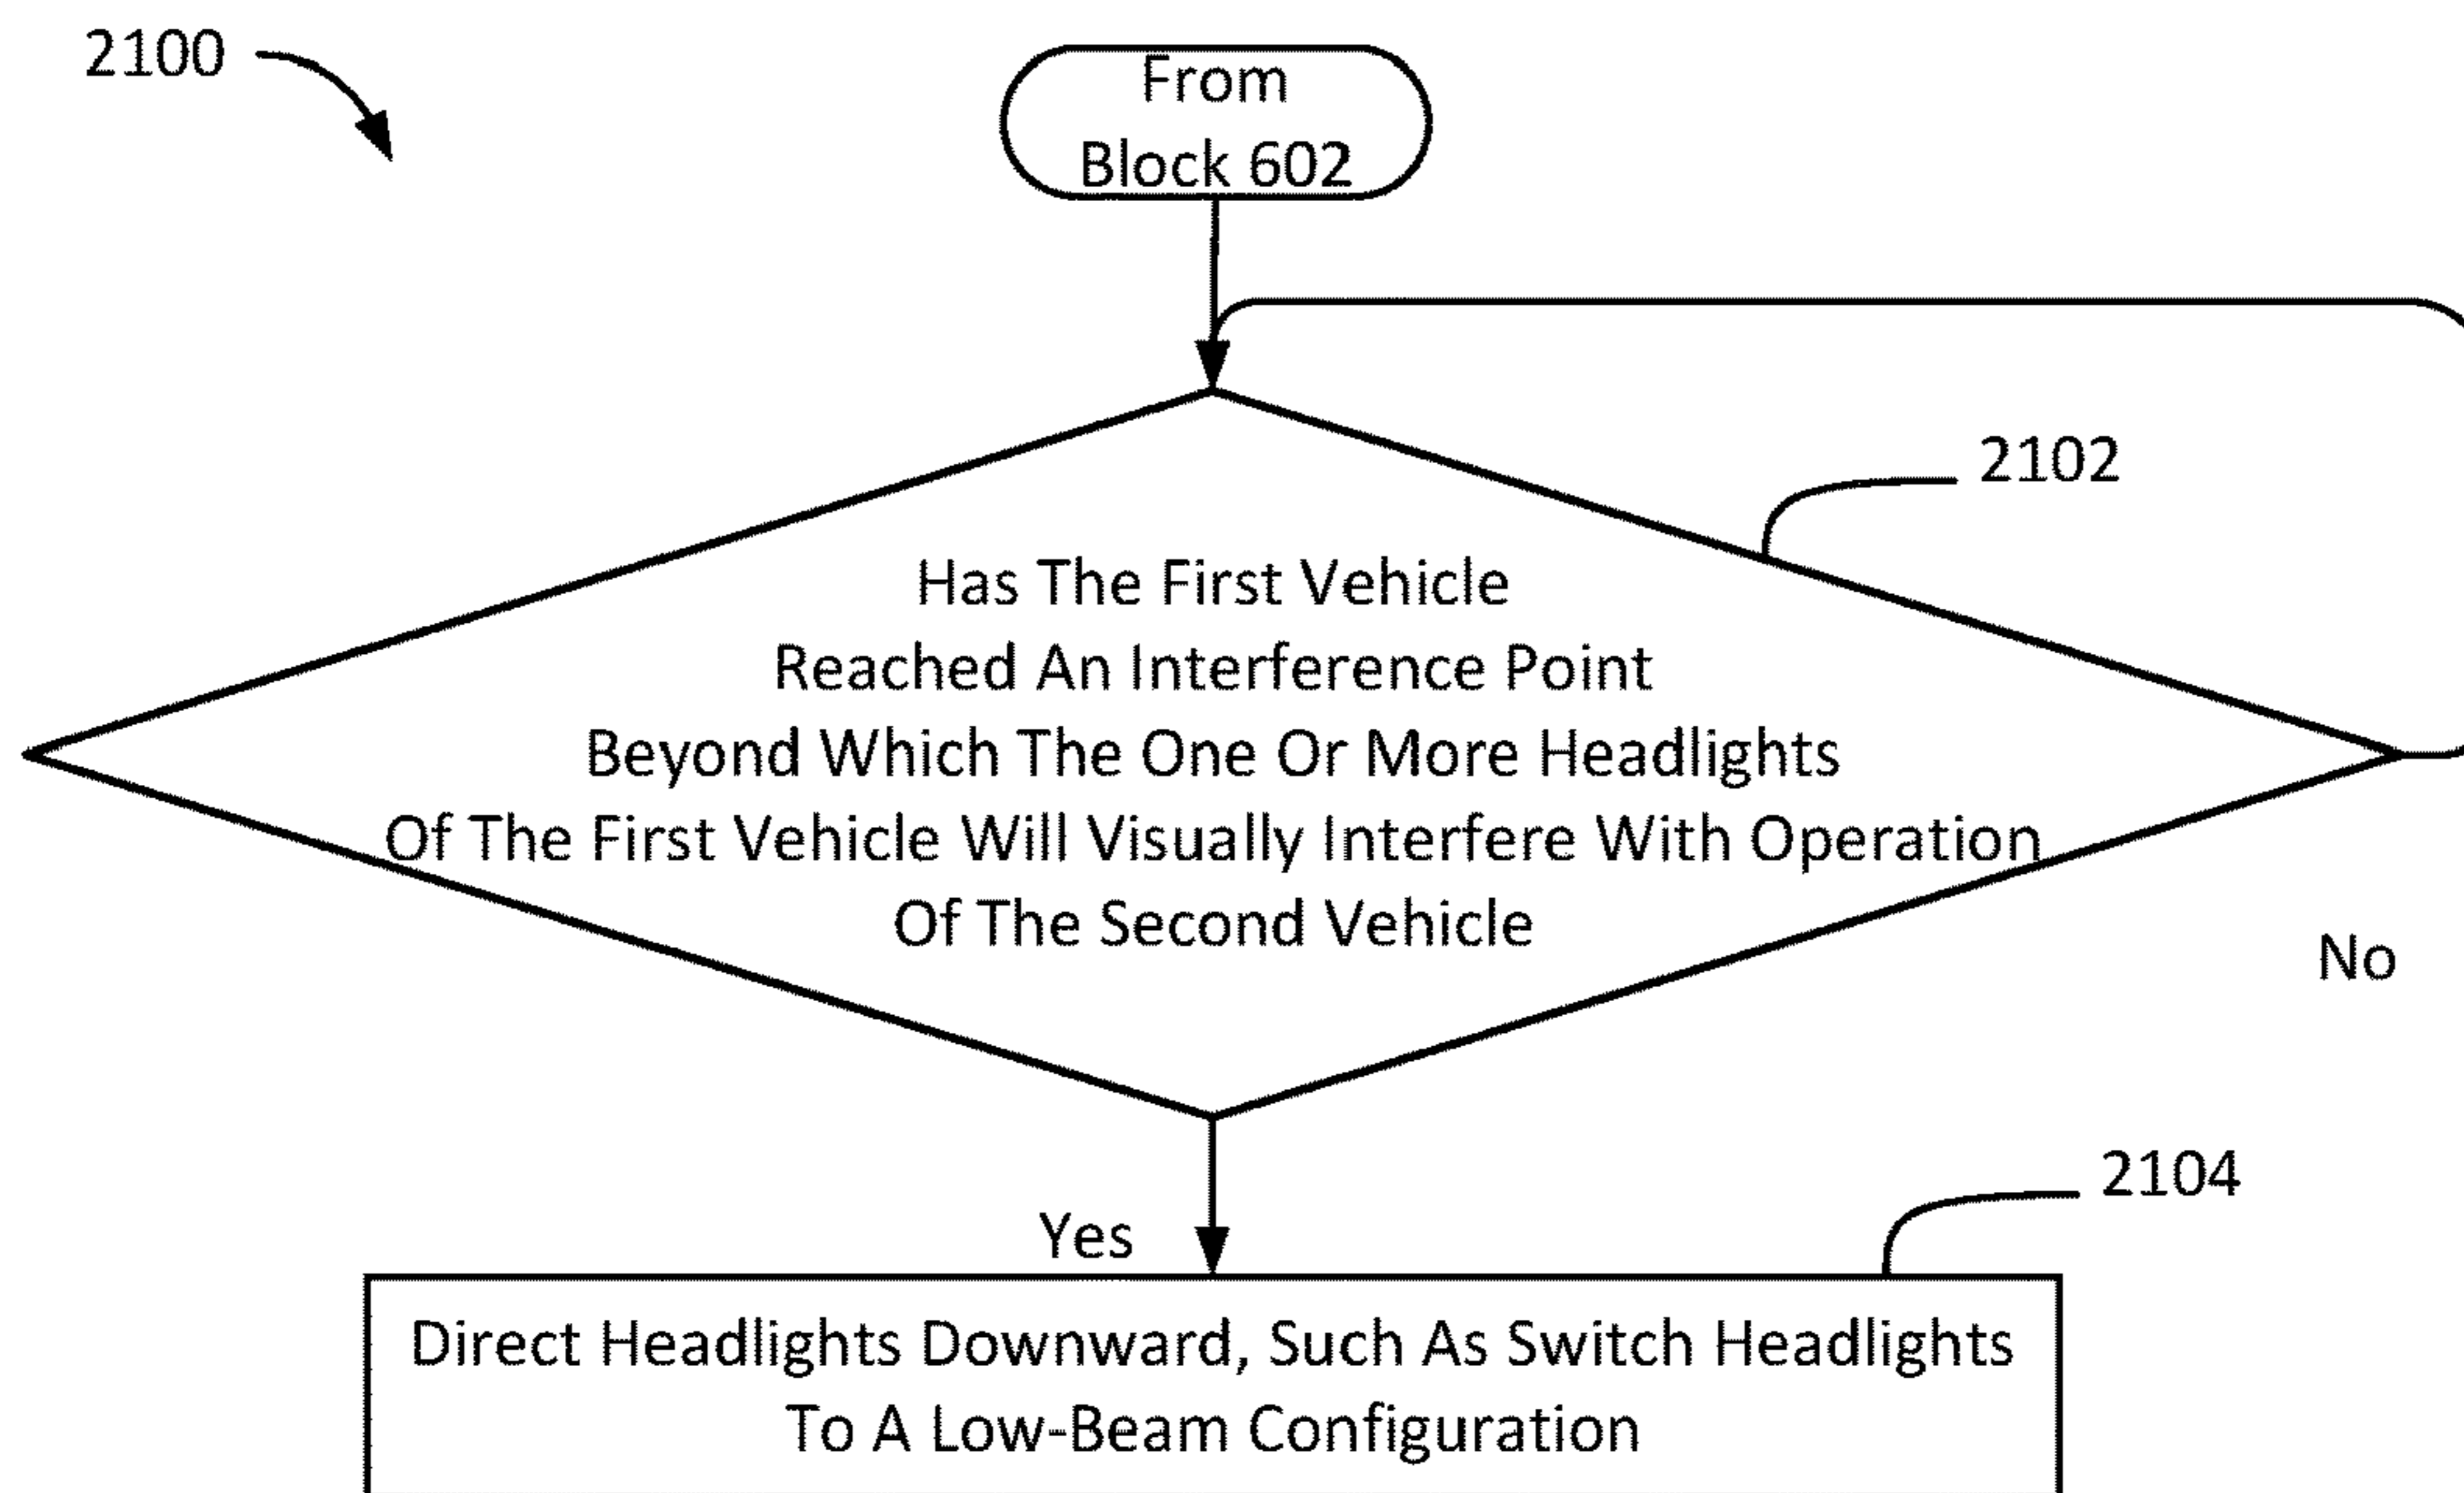 2100
From
Block 602
2102
Has The First Vehicle
Reached An Interference Point
Beyond Which The One Or More Headlights
Of The First Vehicle Will Visually Interfere With Operation
Of The Second Vehicle
No
2104
Yes
Direct Headlights Downward, Such As Switch Headlights
To A Low-Beam Configuration